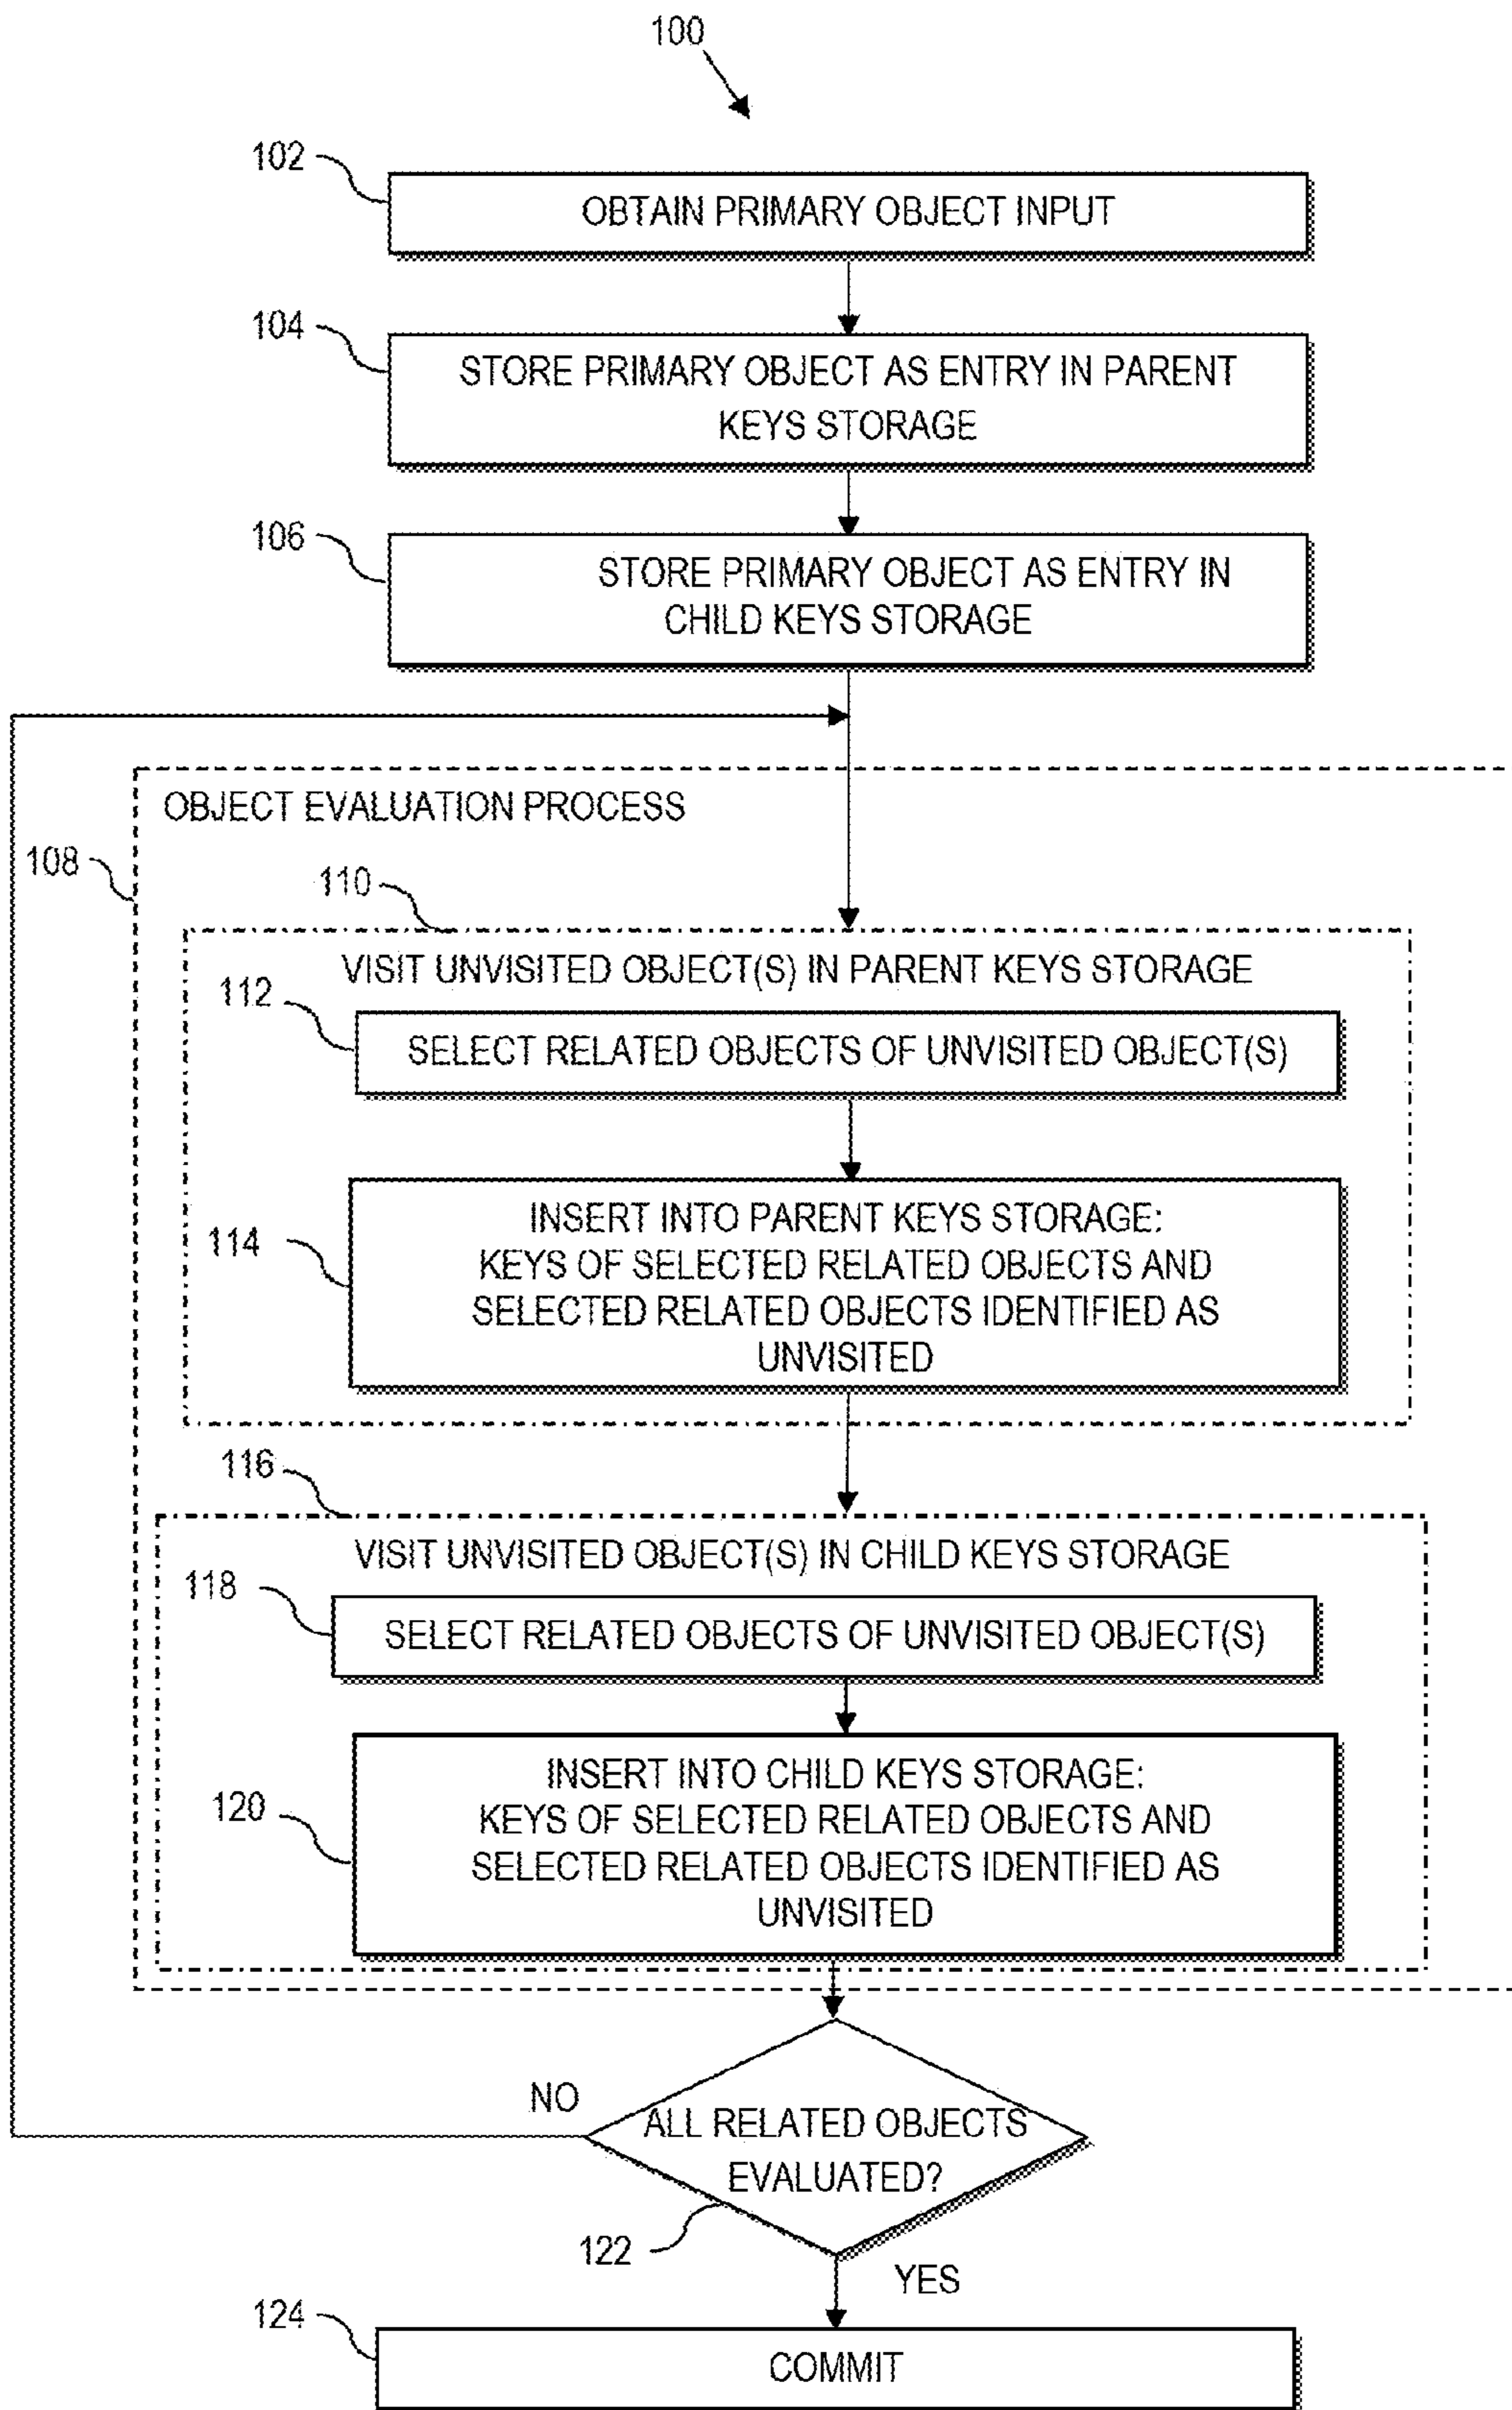 100
102
OBTAIN PRIMARY OBJECT INPUT
104
STORE PRIMARY OBJECT AS ENTRY IN PARENT
KEYS STORAGE
106
STORE PRIMARY OBJECT AS ENTRY IN
CHILD KEYS STORAGE
OBJECT EVALUATION PROCESS
108
110
VISIT UNVISITED OBJECT(S) IN PARENT KEYS STORAGE
112
SELECT RELATED OBJECTS OF UNVISITED OBJECT(S)
114
INSERT INTO PARENT KEYS STORAGE:
KEYS OF SELECTED RELATED OBJECTS AND
SELECTED RELATED OBJECTS IDENTIFIED AS
UNVISITED
116
VISIT UNVISITED OBJECT(S) IN CHILD KEYS STORAGE
118
SELECT RELATED OBJECTS OF UNVISITED OBJECT(S)
120
INSERT INTO CHILD KEYS STORAGE:
KEYS OF SELECTED RELATED OBJECTS AND
SELECTED RELATED OBJECTS IDENTIFIED AS
UNVISITED
NO
ALL RELATED OBJECTS
EVALUATED?
122
YES
124
COMMIT